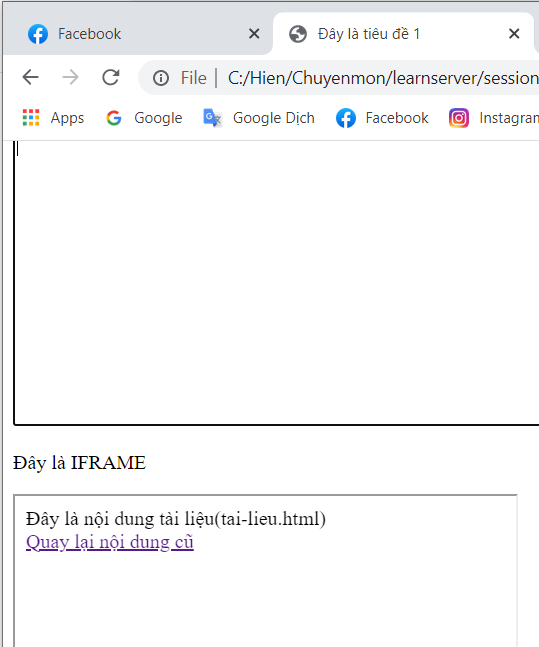 Facebook
Đây là tiêu đề 1
File | C:/Hien/Chuyenmon/learnserver/session
Apps Google Google Dịch Facebook Instagram
Đây là IFRAME
Đây là nội dung tài liệu(tai-lieu.html)
Quay lại nội dung cũ